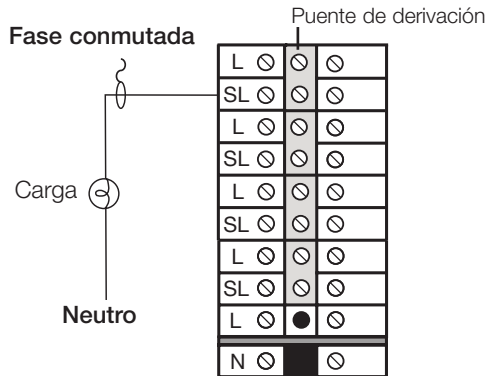 Puente de derivación
Fase conmutada
L
SL
L
SL
L
SL
L
SL
L
N
Carga
Neutro